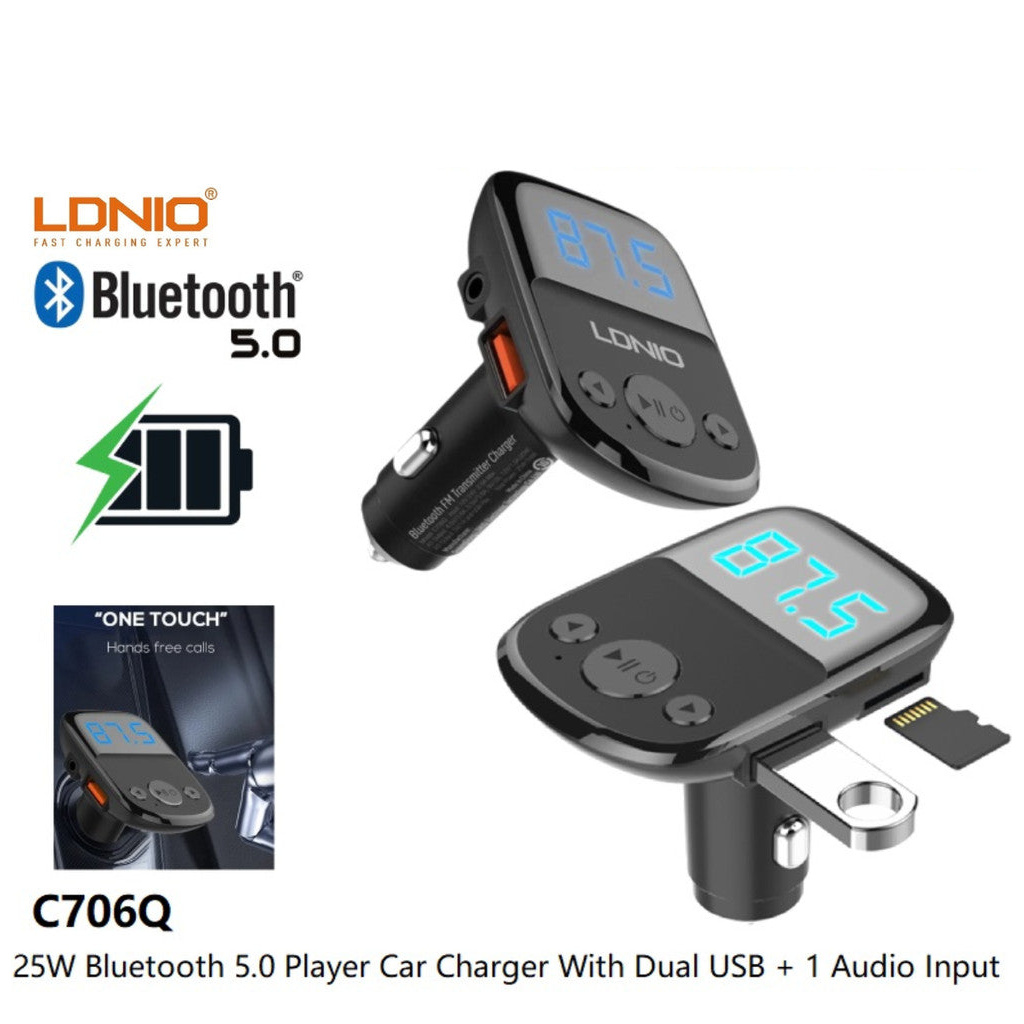 LDNIO®
FAST CHARGING EXPERT
Bluetooth®
5.0
87.5
LDNIO
Bluetooth FM Transmitter Charger
87.5
"ONE TOUCH"
Hands free calls
87.5
C706Q
25W Bluetooth 5.0 Player Car Charger With Dual USB + 1 Audio Input